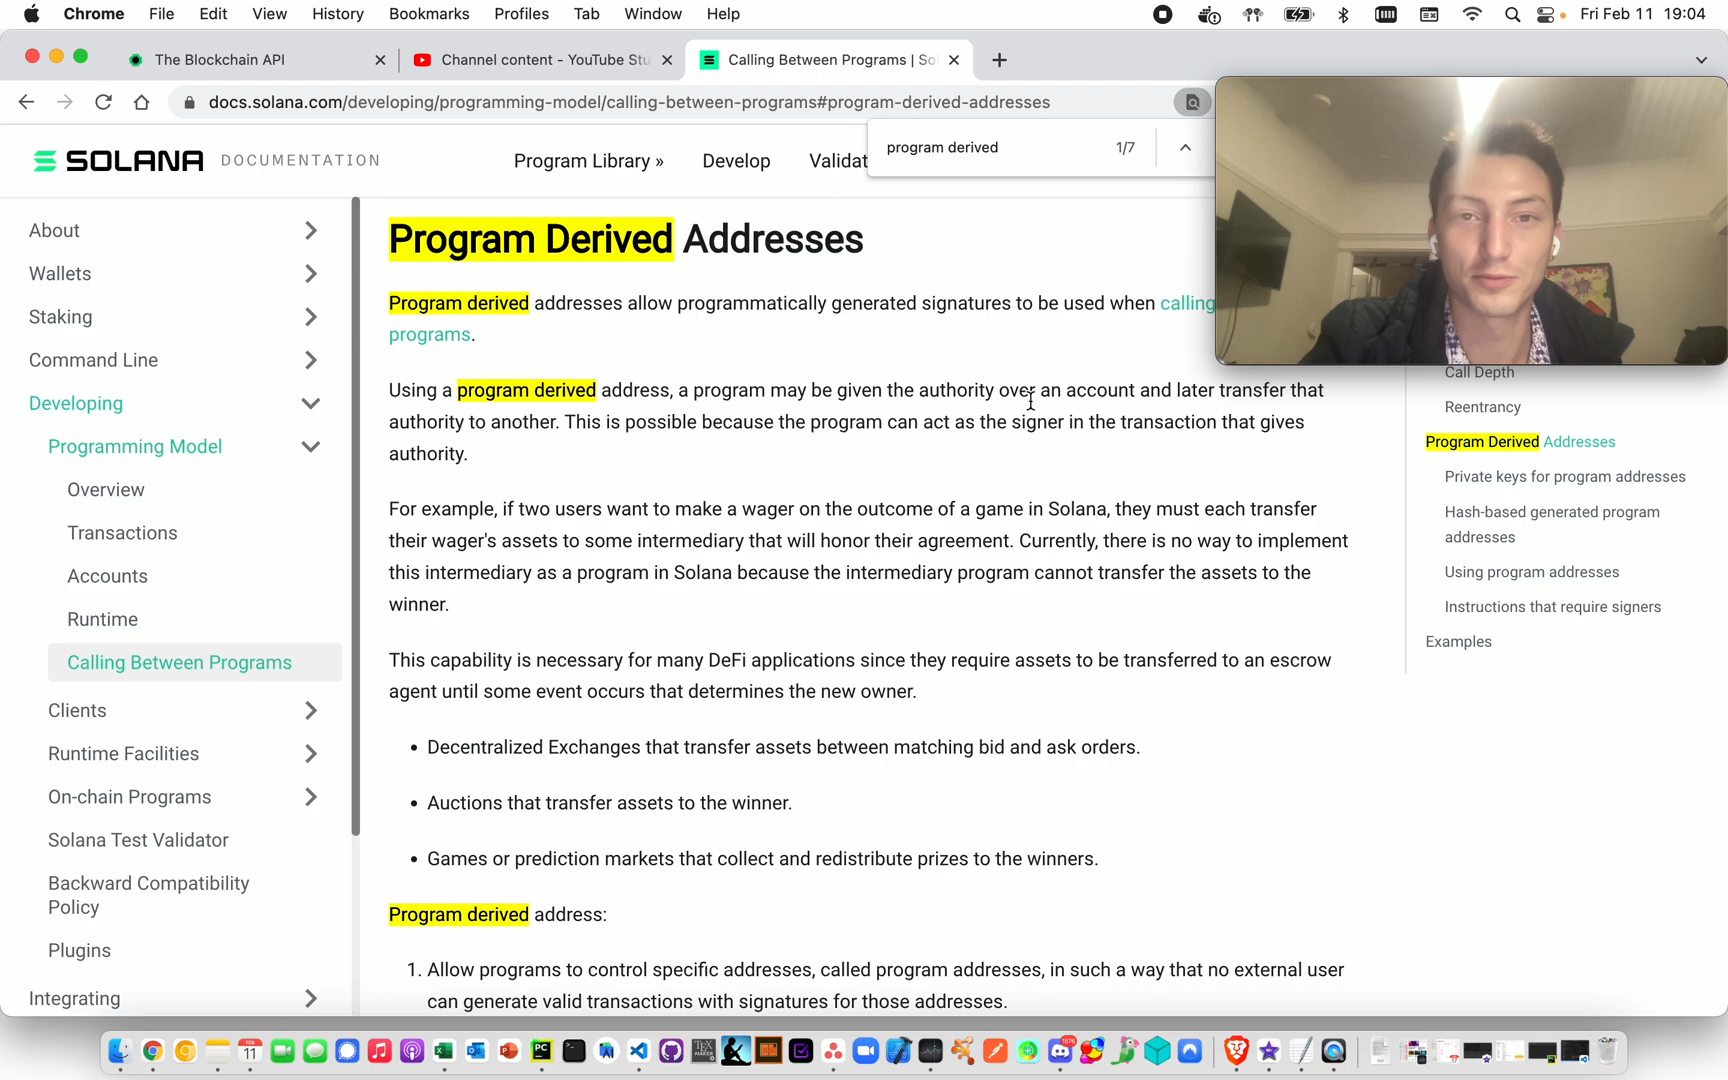 Chrome File Edit View History Bookmarks Profiles Tab Window Help Fri Feb 11 19:04
The Blockchain API Channel content - YouTube Stu Calling Between Programs | So
docs.solana.com/developing/programming-model/calling-between-programs#program-derived-addresses
program derived 1/7
SOLANA DOCUMENTATION Program Library » Develop Validat
About
Wallets
Staking
Command Line
Developing
Programming Model
Overview
Transactions
Accounts
Runtime
Calling Between Programs
Clients
Runtime Facilities
On-chain Programs
Solana Test Validator
Backward Compatibility
Policy
Plugins
Integrating
Program Derived Addresses
Program derived addresses allow programmatically generated signatures to be used when calling
programs.
Using a program derived address, a program may be given the authority over an account and later transfer that
authority to another. This is possible because the program can act as the signer in the transaction that gives
authority.
For example, if two users want to make a wager on the outcome of a game in Solana, they must each transfer
their wager's assets to some intermediary that will honor their agreement. Currently, there is no way to implement
this intermediary as a program in Solana because the intermediary program cannot transfer the assets to the
winner.
This capability is necessary for many DeFi applications since they require assets to be transferred to an escrow
agent until some event occurs that determines the new owner.
• Decentralized Exchanges that transfer assets between matching bid and ask orders.
• Auctions that transfer assets to the winner.
• Games or prediction markets that collect and redistribute prizes to the winners.
Program derived address:
1. Allow programs to control specific addresses, called program addresses, in such a way that no external user
can generate valid transactions with signatures for those addresses.
Call Depth
Reentrancy
Program Derived Addresses
Private keys for program addresses
Hash-based generated program
addresses
Using program addresses
Instructions that require signers
Examples
FEB
11